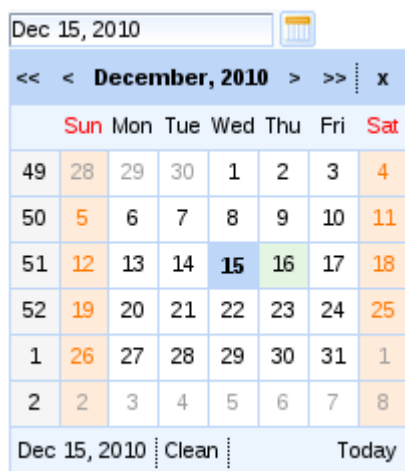 Dec 15, 2010
<< < December, 2010 > >> x
Sun Mon Tue Wed Thu Fri Sat
49 28 29 30 1 2 3 4
50 5 6 7 8 9 10 11
51 12 13 14 15 16 17 18
52 19 20 21 22 23 24 25
1 26 27 28 29 30 31 1
2 2 3 4 5 6 7 8
Dec 15, 2010 Clean Today